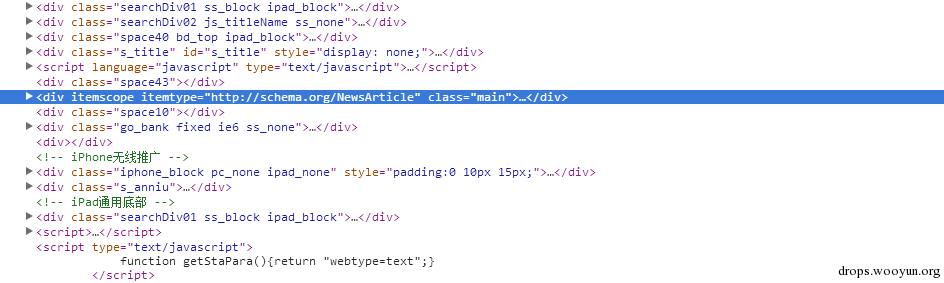 ▶ <div class="searchDiv01 ss_block ipad_block">…</div>
▶ <div class="searchDiv02 js_titleName ss_none">…</div>
▶ <div class="space40 bd_top ipad_block">…</div>
▶ <div class="s_title" id="s_title" style="display: none;">…</div>
▶ <script language="javascript" type="text/javascript">…</script>
<div class="space43"></div>
▶ <div itemscope itemtype="http://schema.org/NewsArticle" class="main">…</div>
<div class="space10"></div>
▶ <div class="go_bank fixed ie6 ss_none">…</div>
<div></div>
<!-- iPhone无线推广 -->
▶ <div class="iphone_block pc_none ipad_none" style="padding:0 10px 15px;">…</div>
▶ <div class="s_anniu">…</div>
<!-- iPad通用底部 -->
▶ <div class="searchDiv01 ss_block ipad_block">…</div>
▶ <script>…</script>
<script type="text/javascript">
function getStaPara(){return "webtype=text";}
</script>
drops.wooyun.org